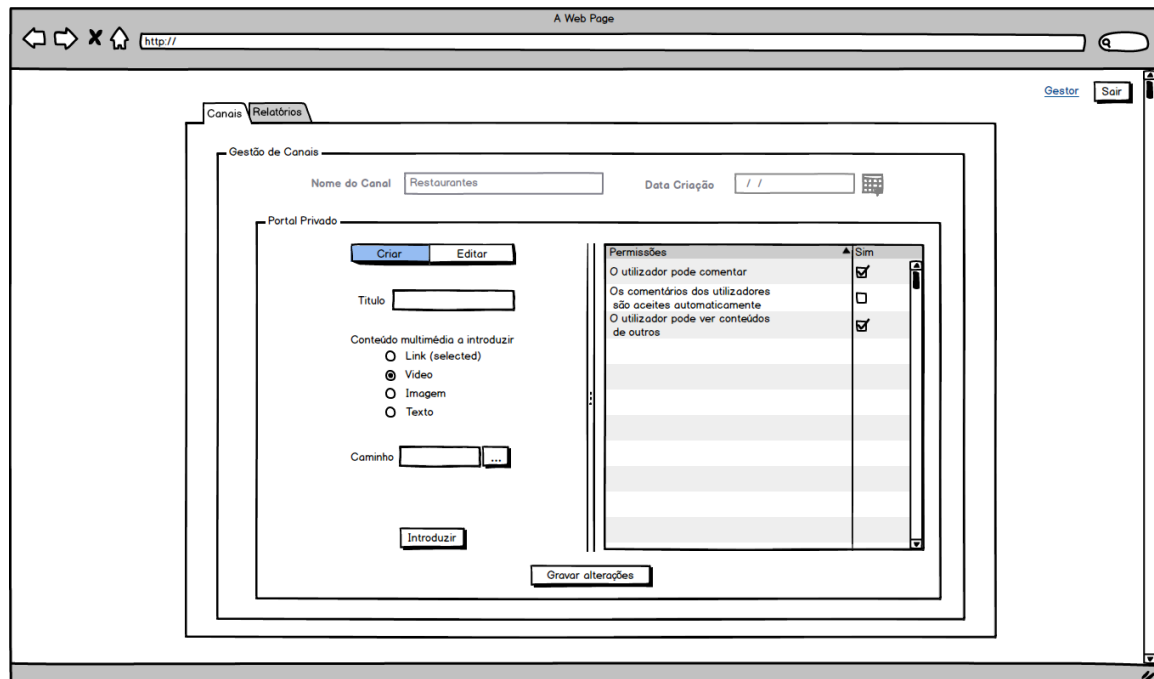 A Web Page
http://
Gestor Sair
Canais Relatórios
Gestão de Canais
Nome do Canal Restaurantes Data Criação / /
Portal Privado
Criar Editar
Permissões Sim
O utilizador pode comentar
Os comentários dos utilizadores
são aceites automaticamente
O utilizador pode ver conteúdos
de outros
Titulo
Conteúdo multimédia a introduzir
Link (selected)
Video
Imagem
Texto
Caminho ...
Introduzir
Gravar alterações